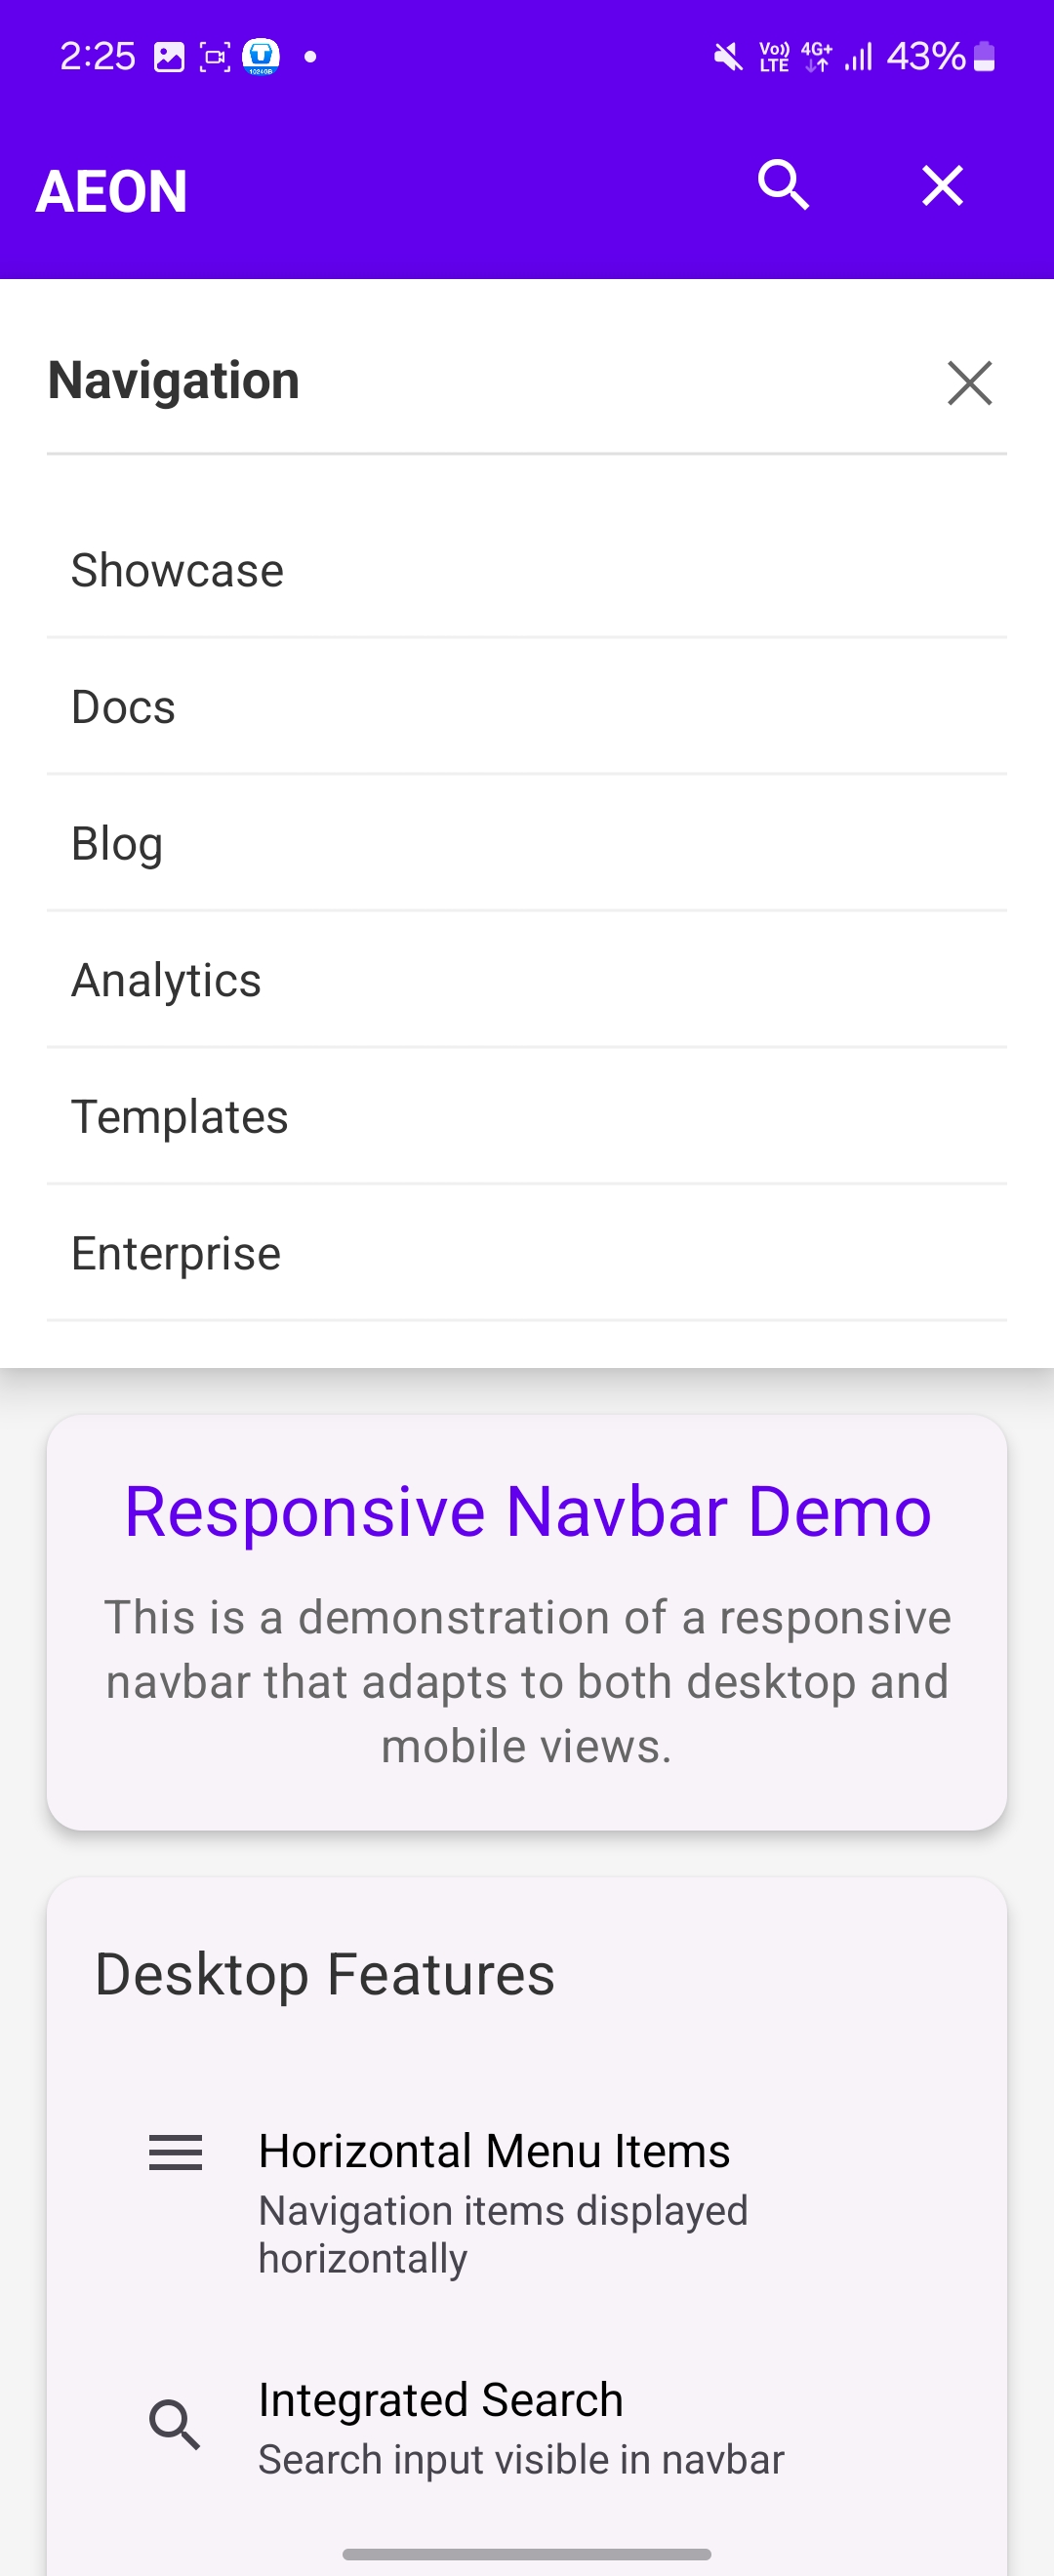 2:25
Vo)) LTE 4G+ 43%
AEON
Navigation
Showcase
Docs
Blog
Analytics
Templates
Enterprise
Responsive Navbar Demo
This is a demonstration of a responsive
navbar that adapts to both desktop and
mobile views.
Desktop Features
Horizontal Menu Items
Navigation items displayed
horizontally
Integrated Search
Search input visible in navbar